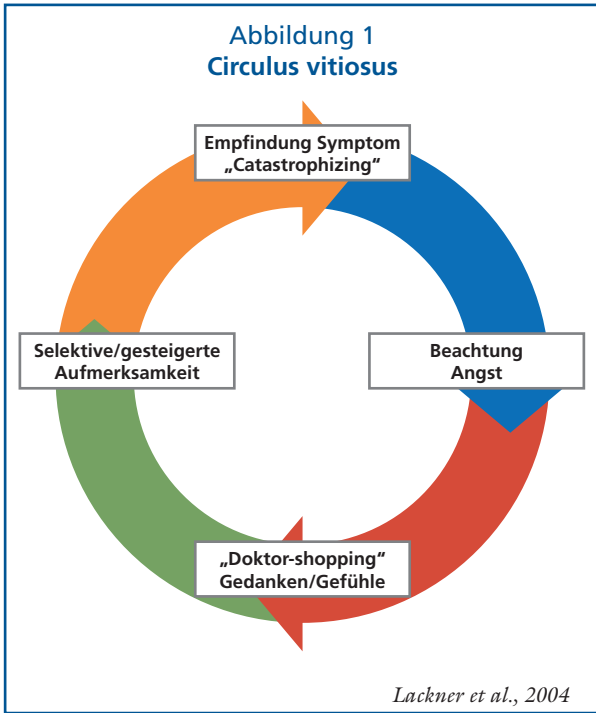 Abbildung 1
Circulus vitiosus
Empfindung Symptom
„Catastrophizing“
Selektive/gesteigerte
Aufmerksamkeit
Beachtung
Angst
„Doktor-shopping“
Gedanken/Gefühle
Lackner et al., 2004